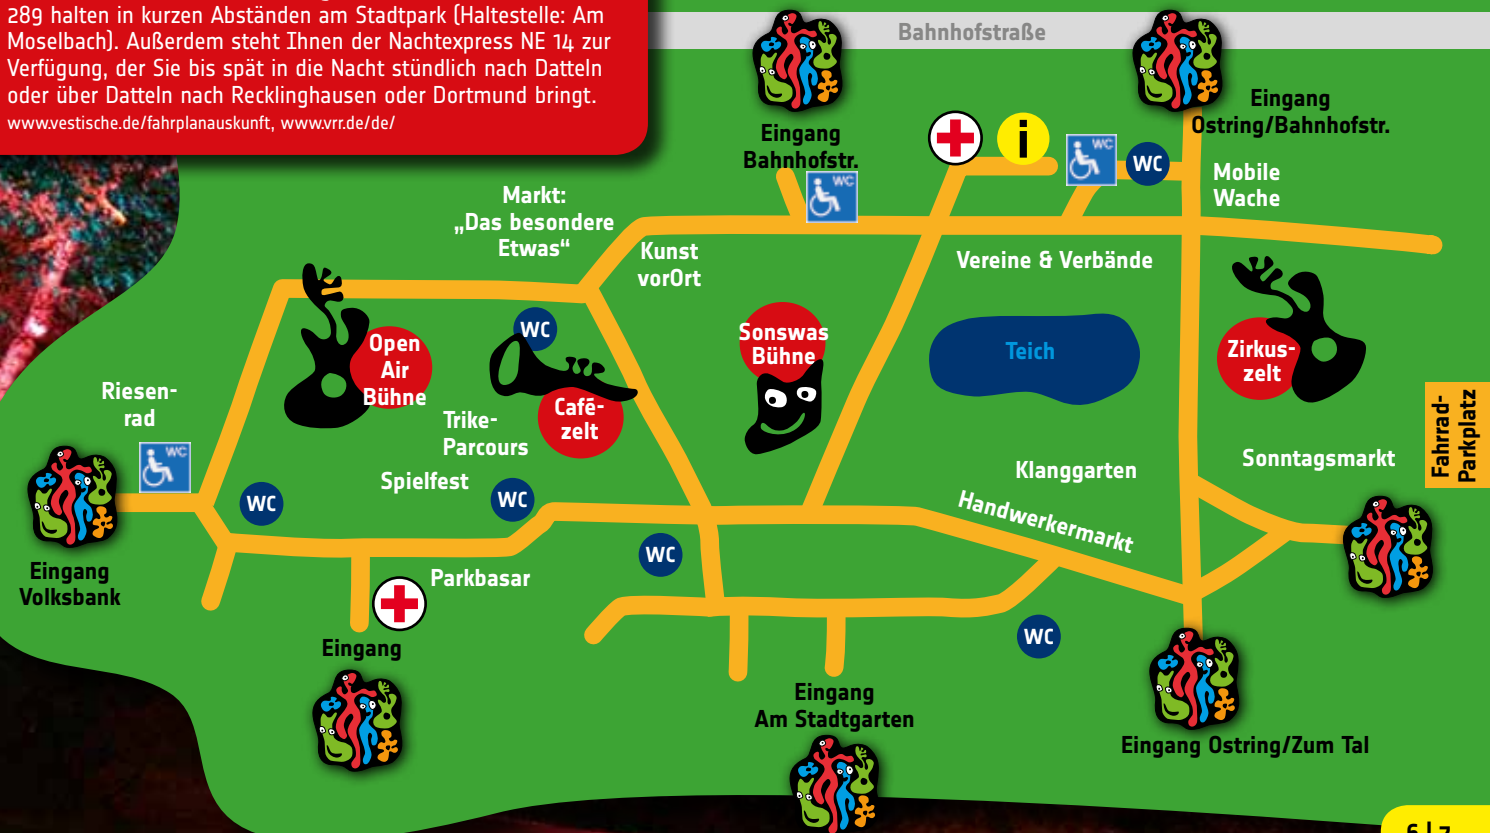 289 halten in kurzen Abständen am Stadtpark (Haltestelle: Am
Moselbach). Außerdem steht Ihnen der Nachtexpress NE 14 zur
Verfügung, der Sie bis spät in die Nacht stündlich nach Datteln
oder über Datteln nach Recklinghausen oder Dortmund bringt.
www.vestische.de/fahrplanauskunft, www.vrr.de/de/
Bahnhofstraße
Eingang
Bahnhofstr.
WC
i
WC
WC
Eingang
Ostring/Bahnhofstr.
Mobile
Wache
Markt:
„Das besondere
Etwas“
Kunst
vorOrt
Vereine & Verbände
WC
Open
Air
Bühne
Sonswas
Bühne
Teich
Zirkus-
zelt
Riesen-
rad
WC
Trike-
Parcours
Café-
zelt
Fahrrad-
Parkplatz
Spielfest
WC
WC
Klanggarten
Sonntagsmarkt
Handwerkermarkt
Eingang
Volksbank
Parkbasar
WC
Eingang
WC
Eingang
Am Stadtgarten
Eingang Ostring/Zum Tal
6 | 7